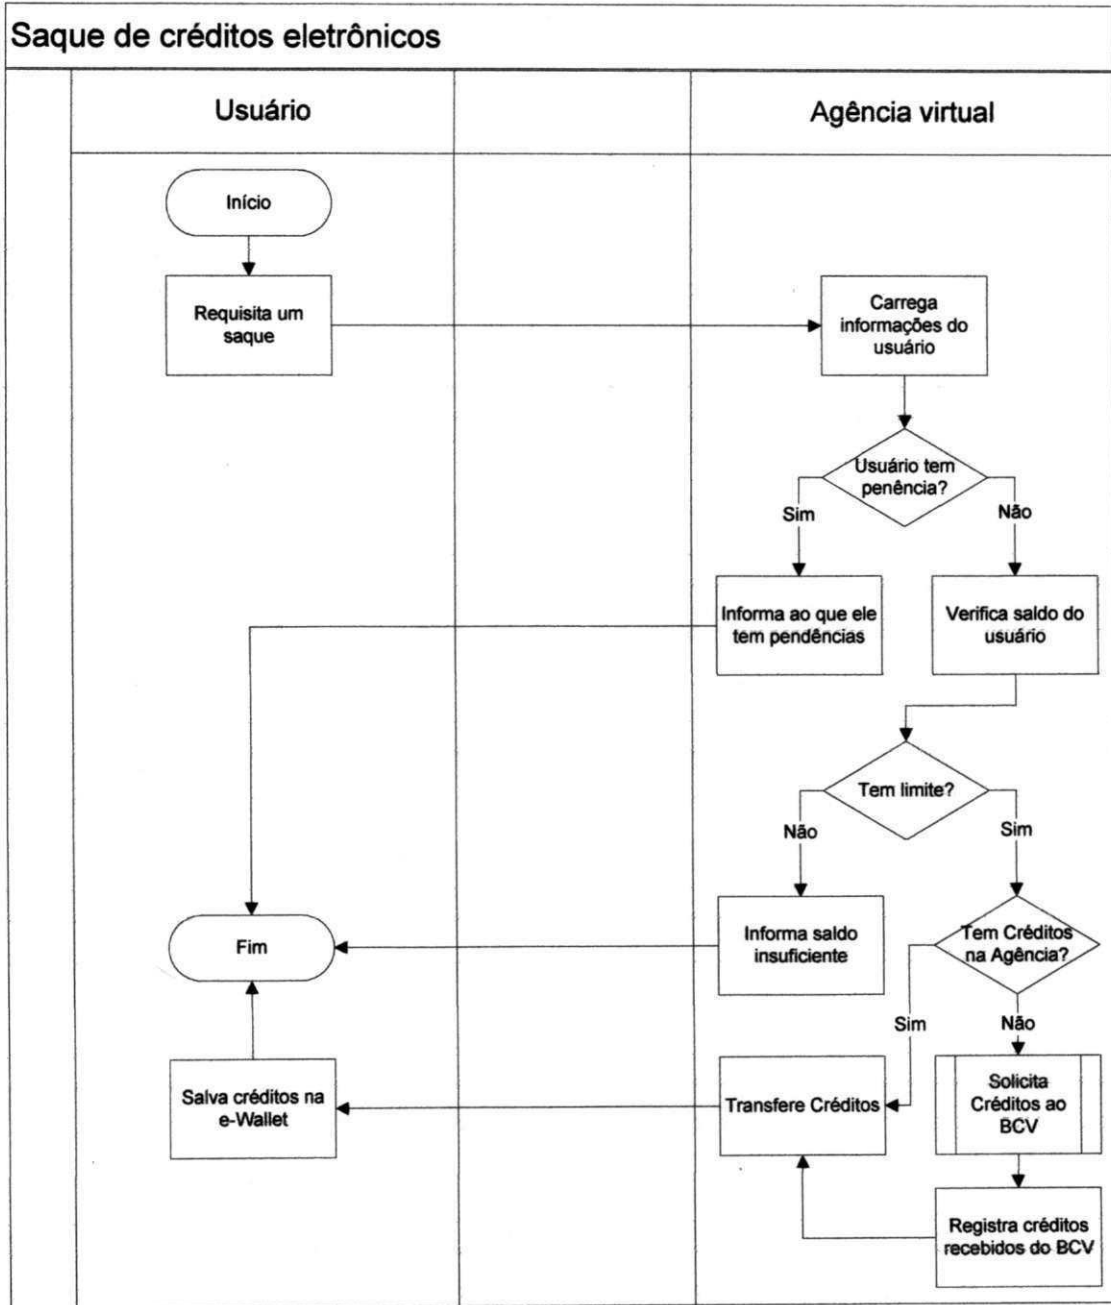 Saque de créditos eletrônicos
Usuário
Agência virtual
Início
Requisita um
saque
Carrega
informações do
usuário
Usuário tem
penência?
Sim
Não
Informa ao que ele
tem pendências
Verifica saldo do
usuário
Tem limite?
Não
Sim
Fim
Informa saldo
insuficiente
Tem Créditos
na Agência?
Sim
Não
Salva créditos na
e-Wallet
Transfere Créditos
Solicita
Créditos ao
BCV
Registra créditos
recebidos do BCV